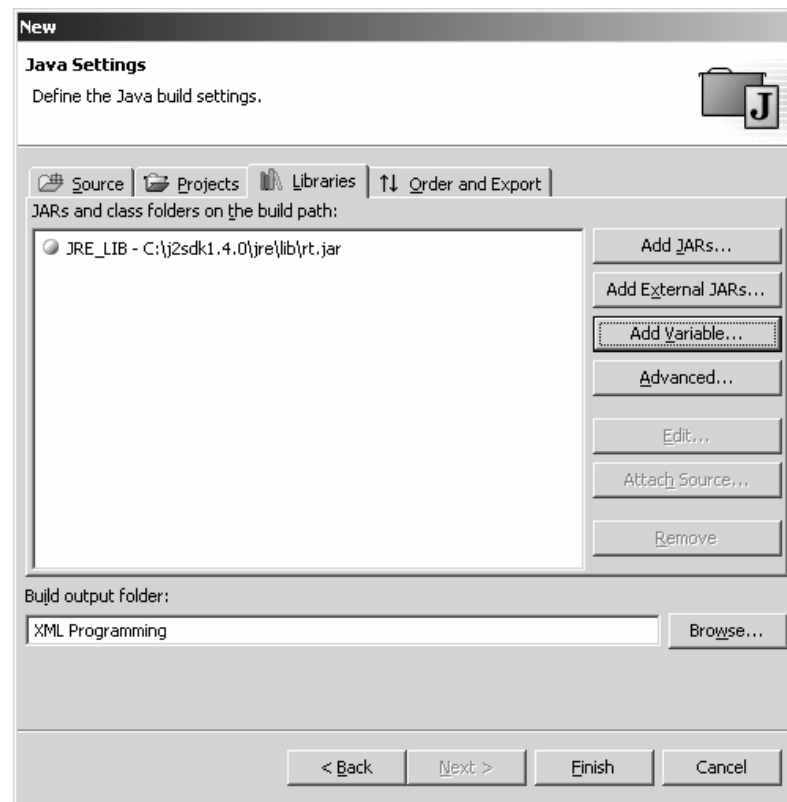 New
Java Settings
Define the Java build settings.
J
Source Projects Libraries Order and Export
JARs and class folders on the build path:
JRE_LIB - C:\j2sdk1.4.0\jre\lib\rt.jar
Add JARs...
Add External JARs...
Add Variable...
Advanced...
Edit...
Attach Source...
Remove
Build output folder:
XML Programming
Browse...
< Back Next > Finish Cancel